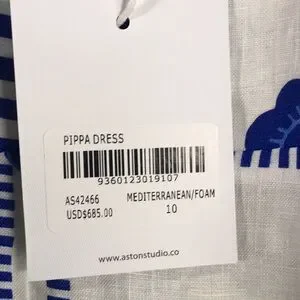 PIPPA DRESS
9360123019107
AS42466 MEDITERRANEAN/FOAM
USD$685.00 10
www.astonstudio.co